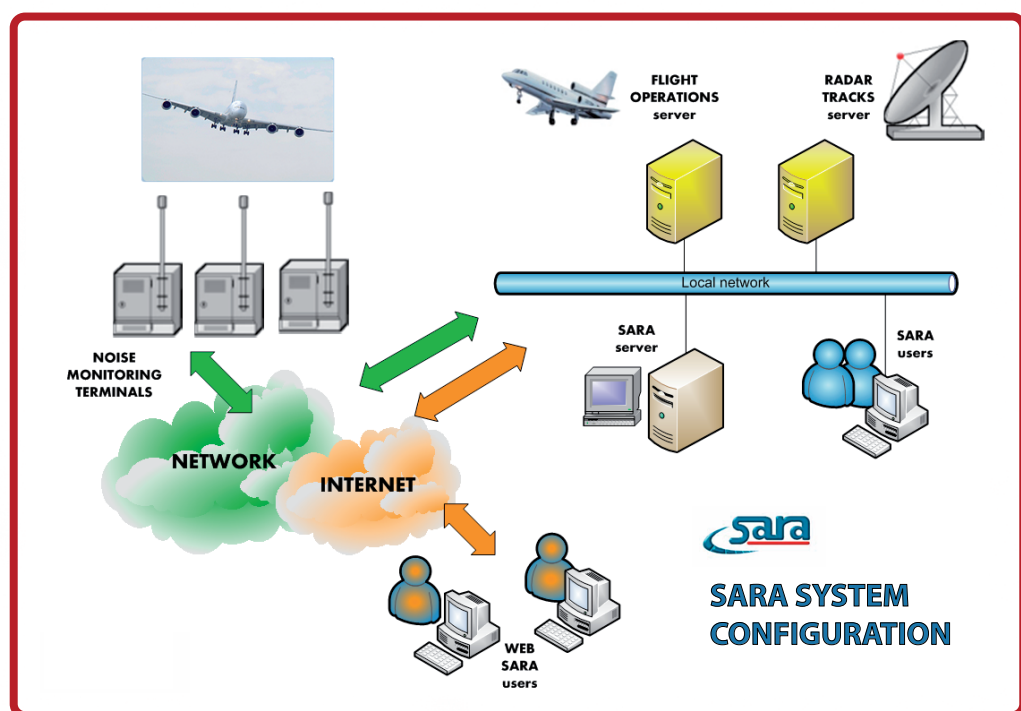 FLIGHT
OPERATIONS
server
RADAR
TRACKS
server
Local network
NOISE
MONITORING
TERMINALS
SARA
server
SARA
users
NETWORK
INTERNET
WEB
SARA
users
sara
SARA SYSTEM
CONFIGURATION